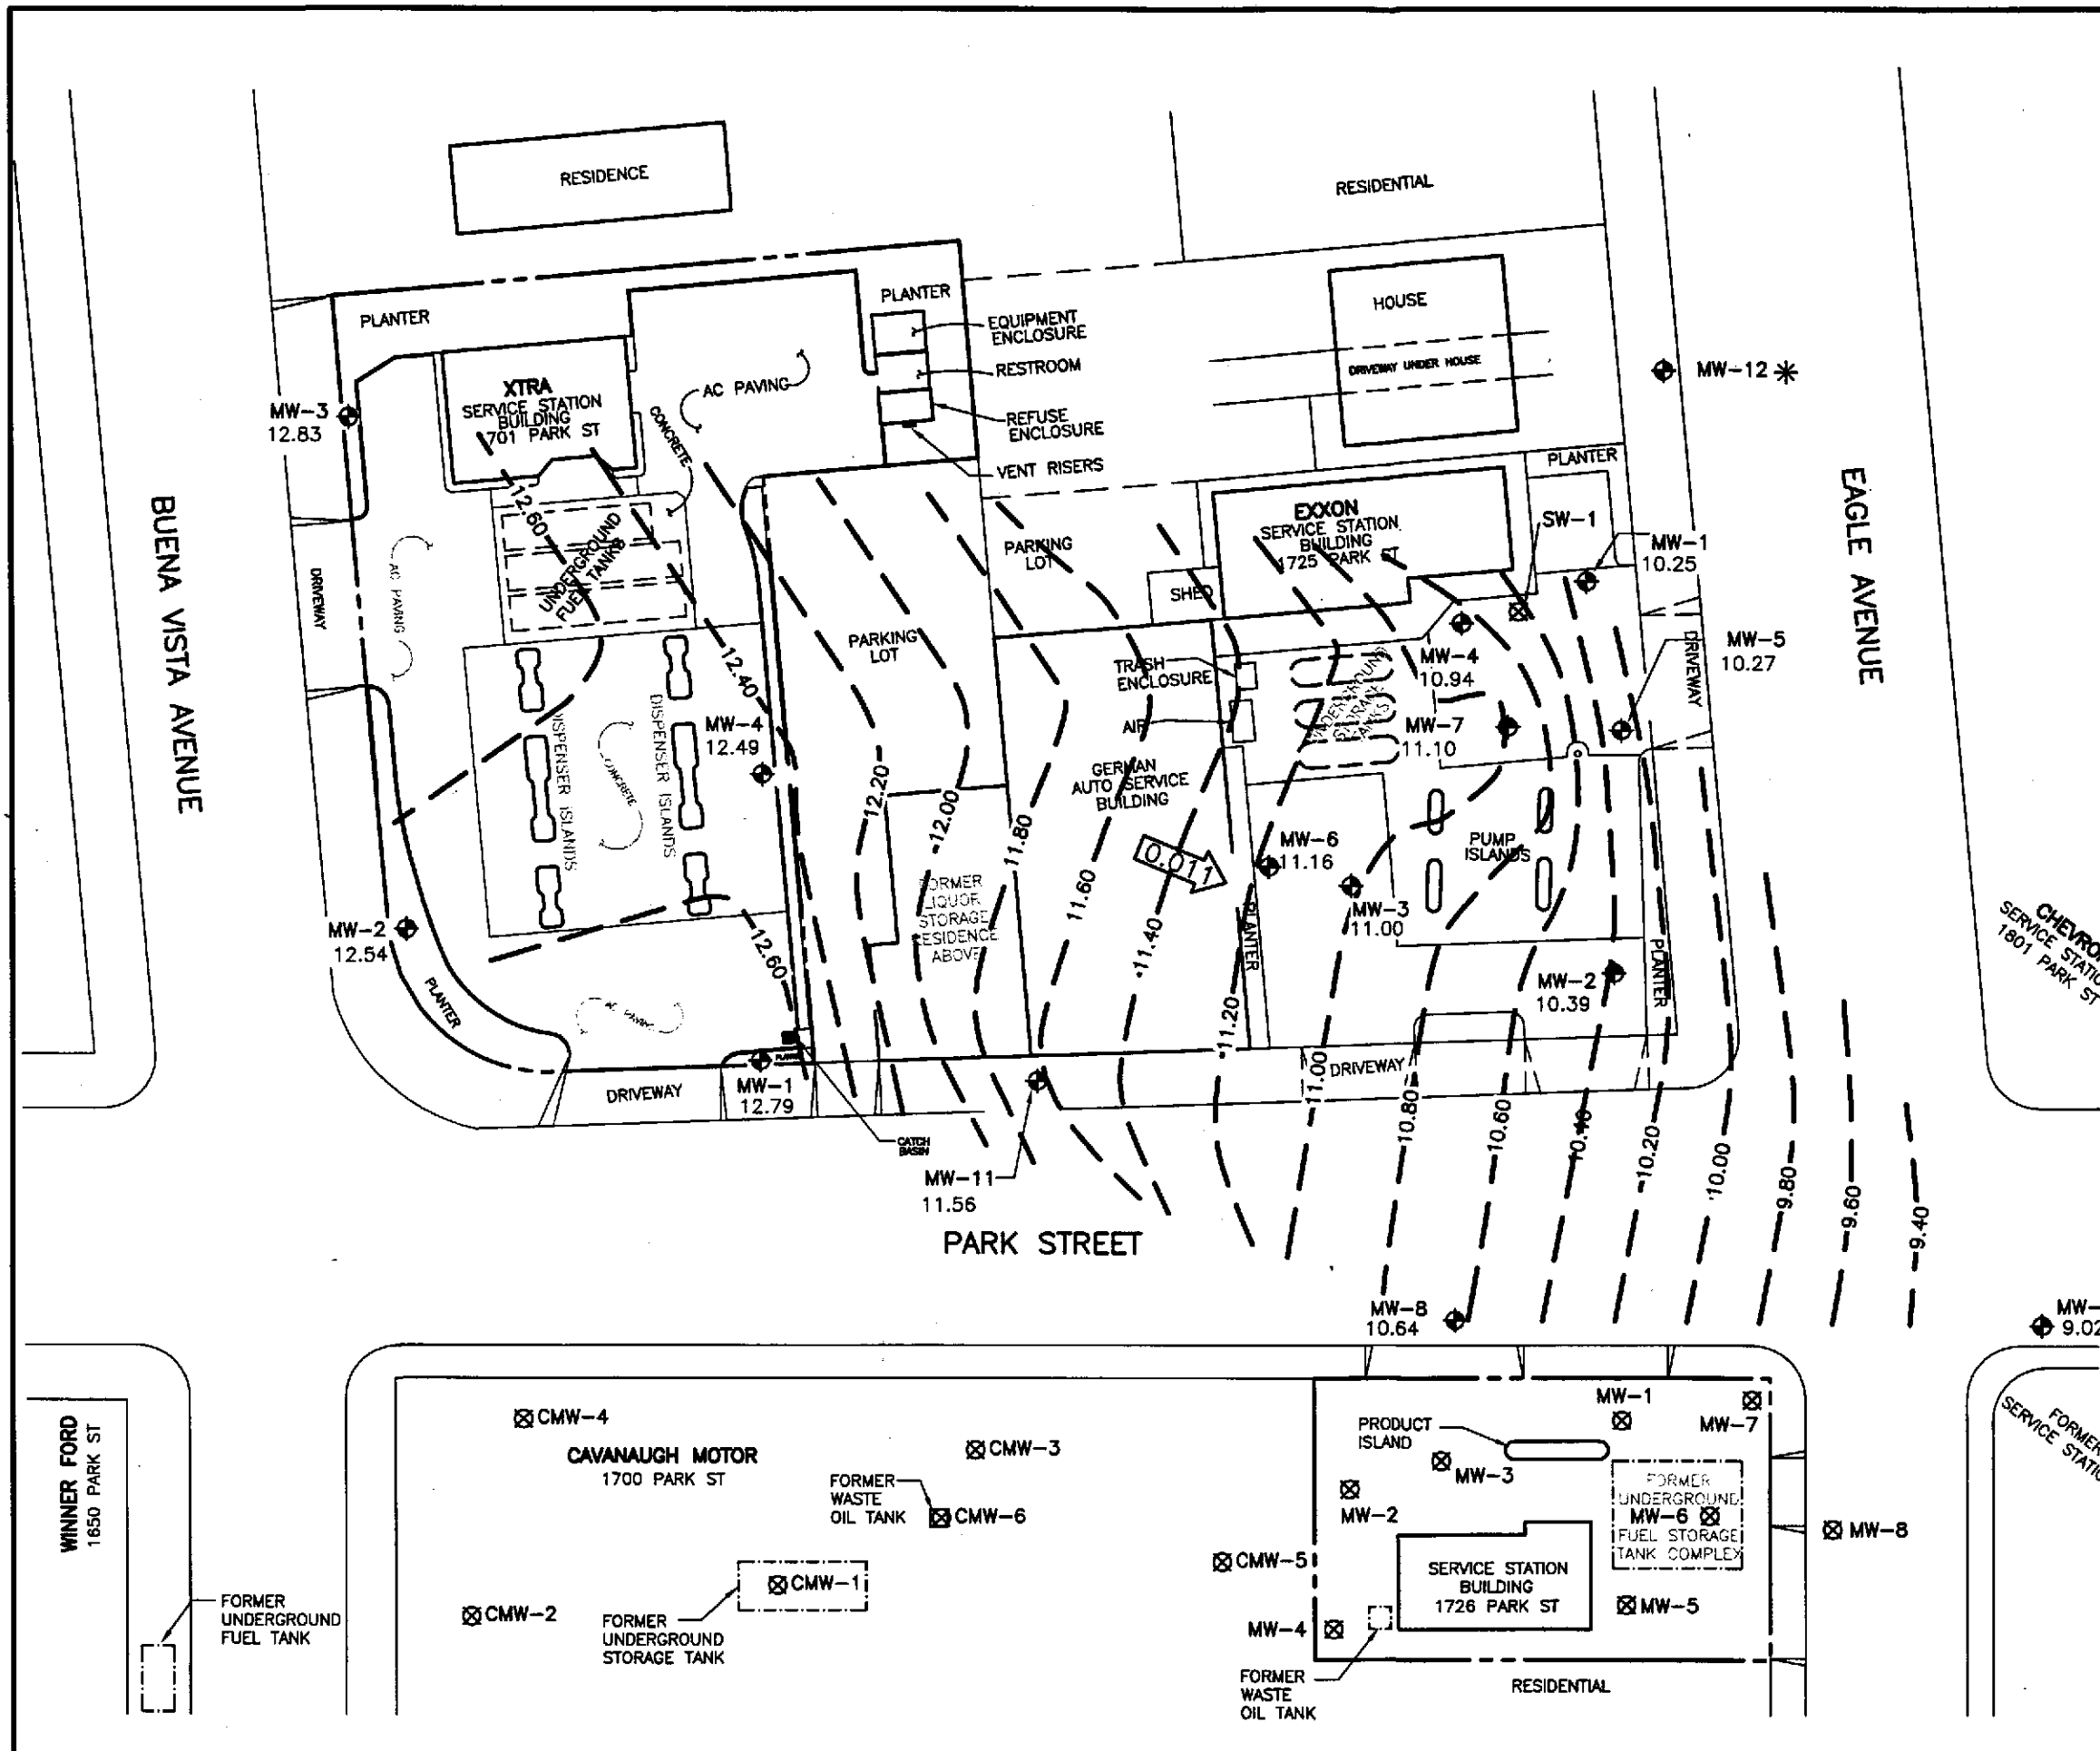 RESIDENCE
RESIDENTIAL
PLANTER
PLANTER
EQUIPMENT
ENCLOSURE
RESTROOM
REFUSE
ENCLOSURE
VENT RISERS
HOUSE
DRIVEWAY UNDER HOUSE
MW-12 *
PLANTER
MW-3
12.83
XTRA
SERVICE STATION
BUILDING
701 PARK ST
AC PAVING
CONCRETE
12.60
UNDERGROUND
FUEL TANKS
BUENA VISTA AVENUE
DRIVEWAY
AC PAVING
PARKING
LOT
PARKING
LOT
SHED
EXXON
SERVICE STATION
BUILDING
1725 PARK ST
SW-1
MW-1
10.25
EAGLE AVENUE
DRIVEWAY
MW-5
10.27
MW-4
10.94
MW-7
11.10
TRASH
ENCLOSURE
AIR
12.40
MW-4
12.49
DISPENSER ISLANDS
DISPENSER ISLANDS
CONCRETE
GERMAN
AUTO SERVICE
BUILDING
12.20
12.00
11.80
11.60
11.40
11.20
0.011
MW-6
11.16
MW-3
11.00
PUMP
ISLANDS
FORMER
LIQUOR
STORAGE
RESIDENCE
ABOVE
PLANTER
PLANTER
MW-2
10.39
MW-2
12.54
PLANTER
12.60
AC PAVING
MW-1
12.79
DRIVEWAY
CATCH
BASIN
MW-11
11.56
DRIVEWAY
11.00
10.80
10.60
10.40
10.20
10.00
9.80
9.60
9.40
PARK STREET
CHEVRON
SERVICE STATION
1801 PARK ST
MW-8
10.64
MW-
9.02
WINNER FORD
1650 PARK ST
CMW-4
CAVANAUGH MOTOR
1700 PARK ST
CMW-3
FORMER
WASTE
OIL TANK
CMW-6
CMW-5
CMW-1
CMW-2
FORMER
UNDERGROUND
STORAGE TANK
FORMER
UNDERGROUND
FUEL TANK
PRODUCT
ISLAND
MW-1
MW-7
MW-3
MW-2
FORMER
UNDERGROUND
MW-6
FUEL STORAGE
TANK COMPLEX
MW-8
SERVICE STATION
BUILDING
1726 PARK ST
MW-5
MW-4
FORMER
WASTE
OIL TANK
RESIDENTIAL
FORMER
SERVICE STATION